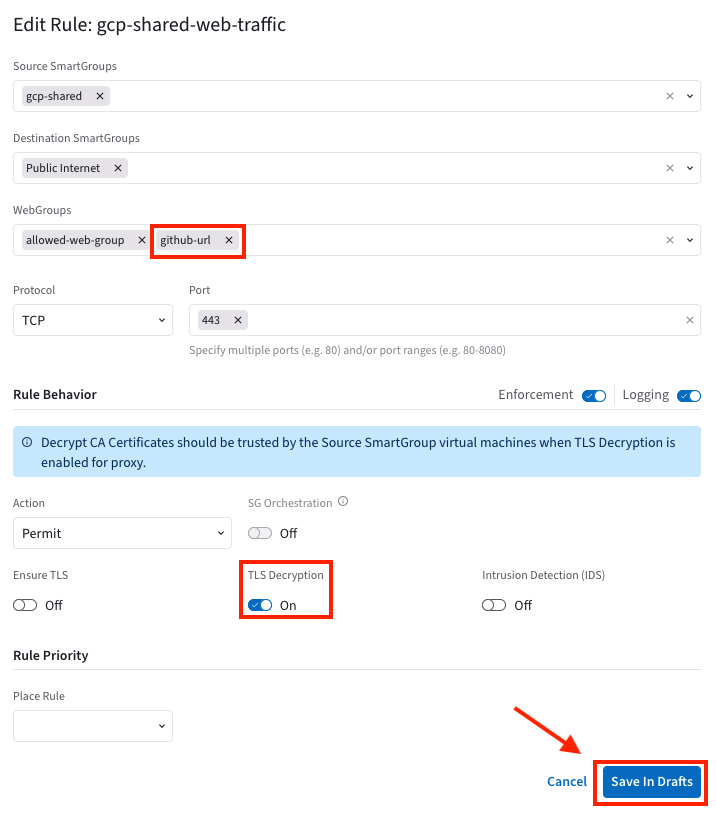 Edit Rule: gcp-shared-web-traffic
Source SmartGroups
gcp-shared
Destination SmartGroups
Public Internet
WebGroups
allowed-web-group github-url
Protocol Port
TCP 443
Specify multiple ports (e.g. 80) and/or port ranges (e.g. 80-8080)
Rule Behavior Enforcement Logging
Decrypt CA Certificates should be trusted by the Source SmartGroup virtual machines when TLS Decryption is
enabled for proxy.
Action SG Orchestration
Permit Off
Ensure TLS TLS Decryption Intrusion Detection (IDS)
Off On Off
Rule Priority
Place Rule
Cancel Save In Drafts